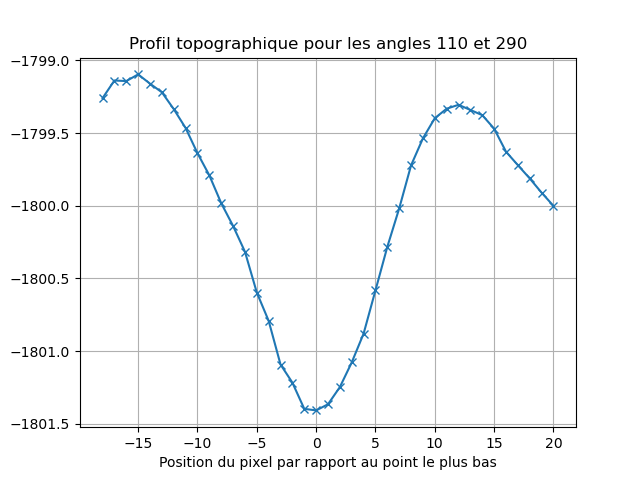 Profil topographique pour les angles 110 et 290
−1799.0
−1799.5
−1800.0
−1800.5
−1801.0
−1801.5
−15 −10 −5 0 5 10 15 20
Position du pixel par rapport au point le plus bas